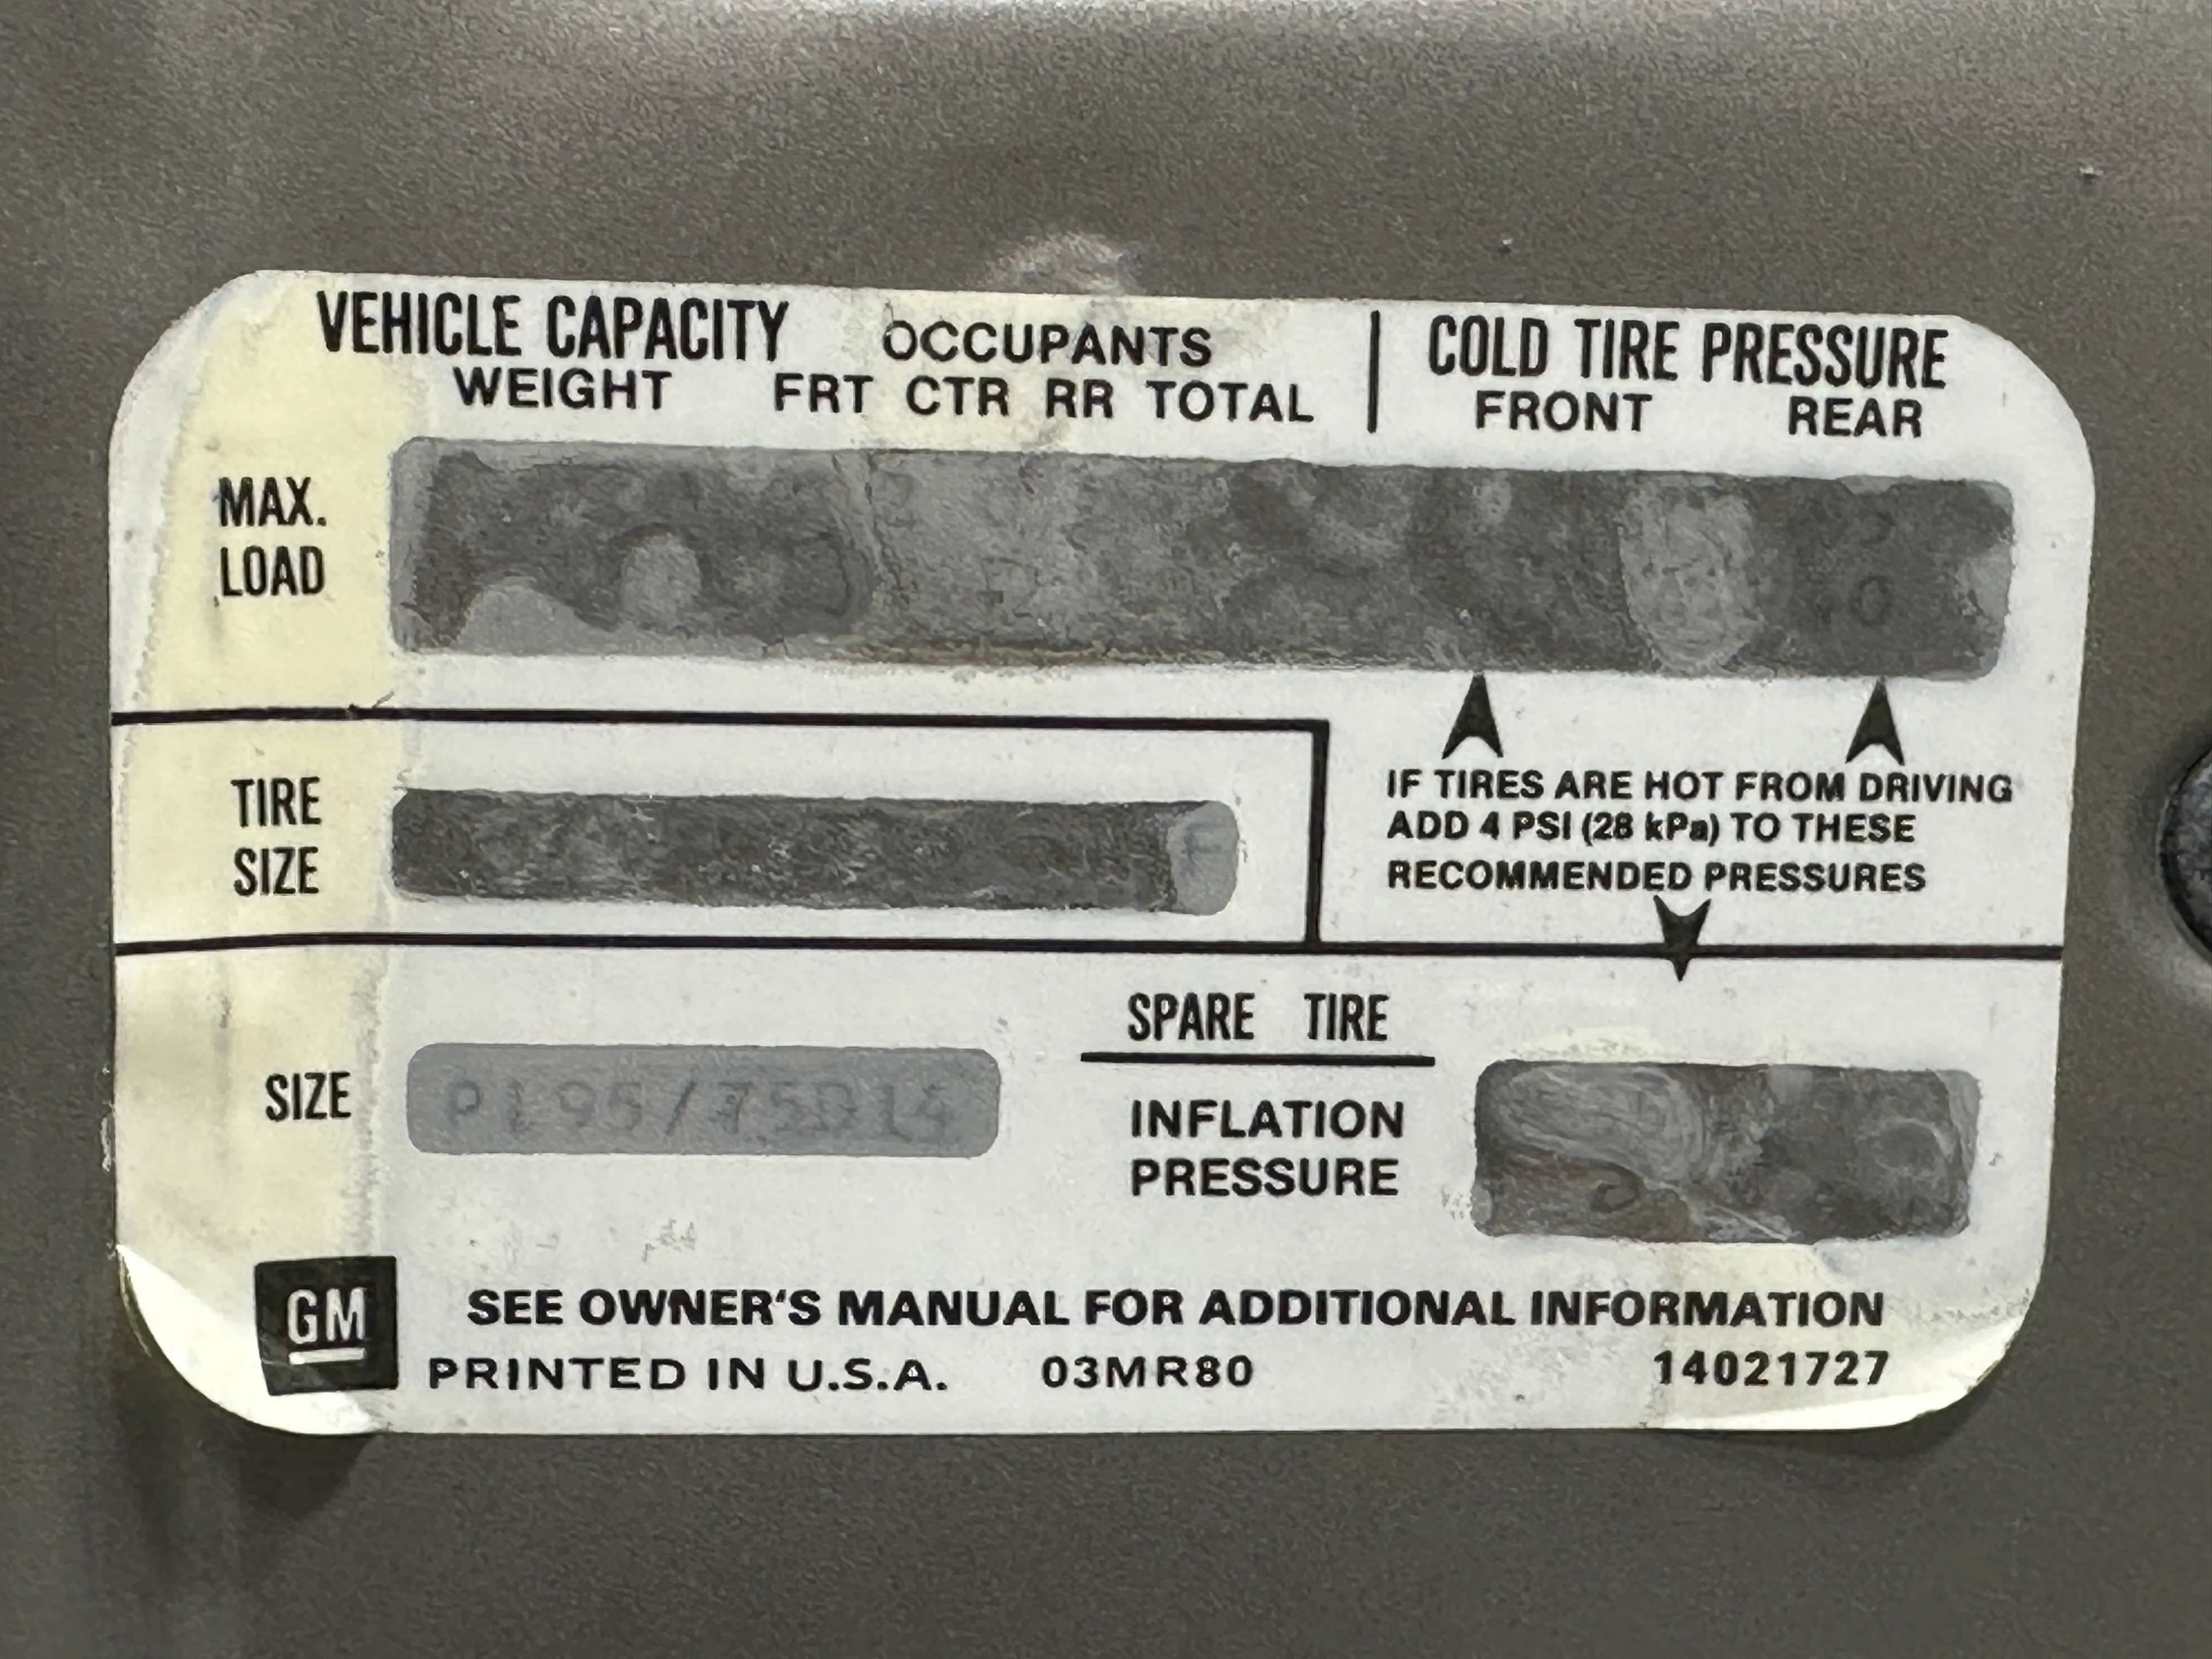 VEHICLE CAPACITY OCCUPANTS COLD TIRE PRESSURE
WEIGHT FRT CTR RR TOTAL FRONT REAR
MAX.
LOAD
TIRE
SIZE
IF TIRES ARE HOT FROM DRIVING
ADD 4 PSI (28 kPa) TO THESE
RECOMMENDED PRESSURES
SPARE TIRE
SIZE P195/75D14
INFLATION
PRESSURE
GM
SEE OWNER'S MANUAL FOR ADDITIONAL INFORMATION
PRINTED IN U.S.A. 03MR80 14021727